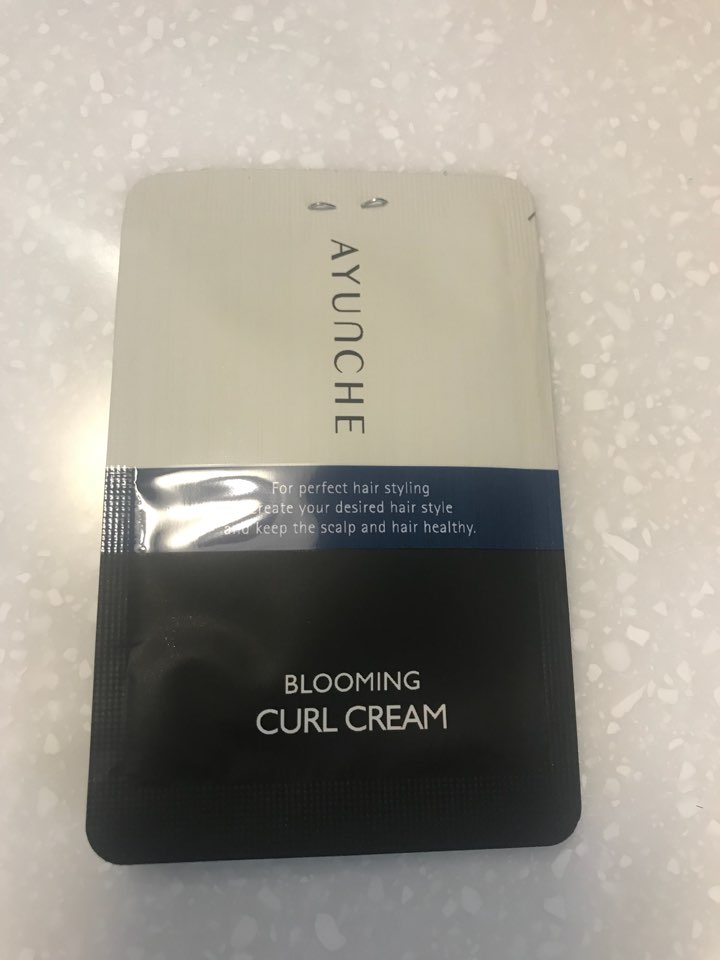 AYUNCHE
For perfect hair styling
create your desired hair style
and keep the scalp and hair healthy.
BLOOMING
CURL CREAM